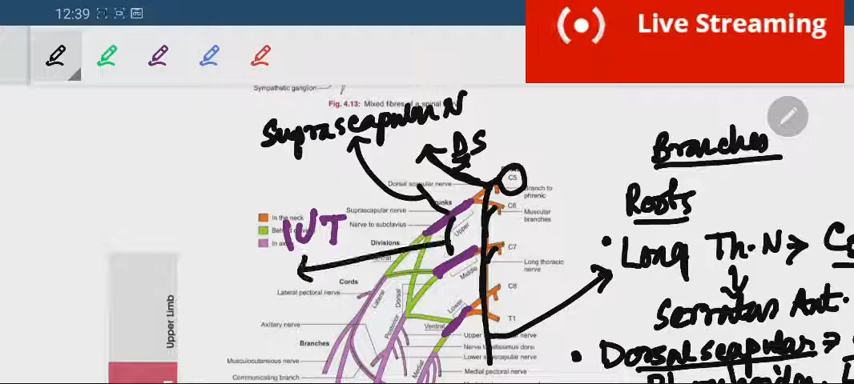 12:39
Live Streaming
Sympathetic ganglion
Fig. 4.13: Mixed fibres of a spinal
Suprascapular N
DS
Branches
Dorsal scapular nerve
C5
Branch to phrenic
Roots
Trunks
Suprascapular nerve
C6
Muscular branches
Upper
In the neck
Nerve to subclavius
Divisions
Ventral
C7
Long Th. N >
Middle
Long thoracic nerve
Cords
Lateral pectoral nerve
Lateral
Dorsal
C8
Serratus Ant.
Lower
T1
Axillary nerve
Posterior
Ventral
Upper
nerve
Branches
Dorsal scapular >
Lower subscapular nerve
Musculocutaneous
Medial
Medial pectoral nerve
Communicating branch
Upper Limb